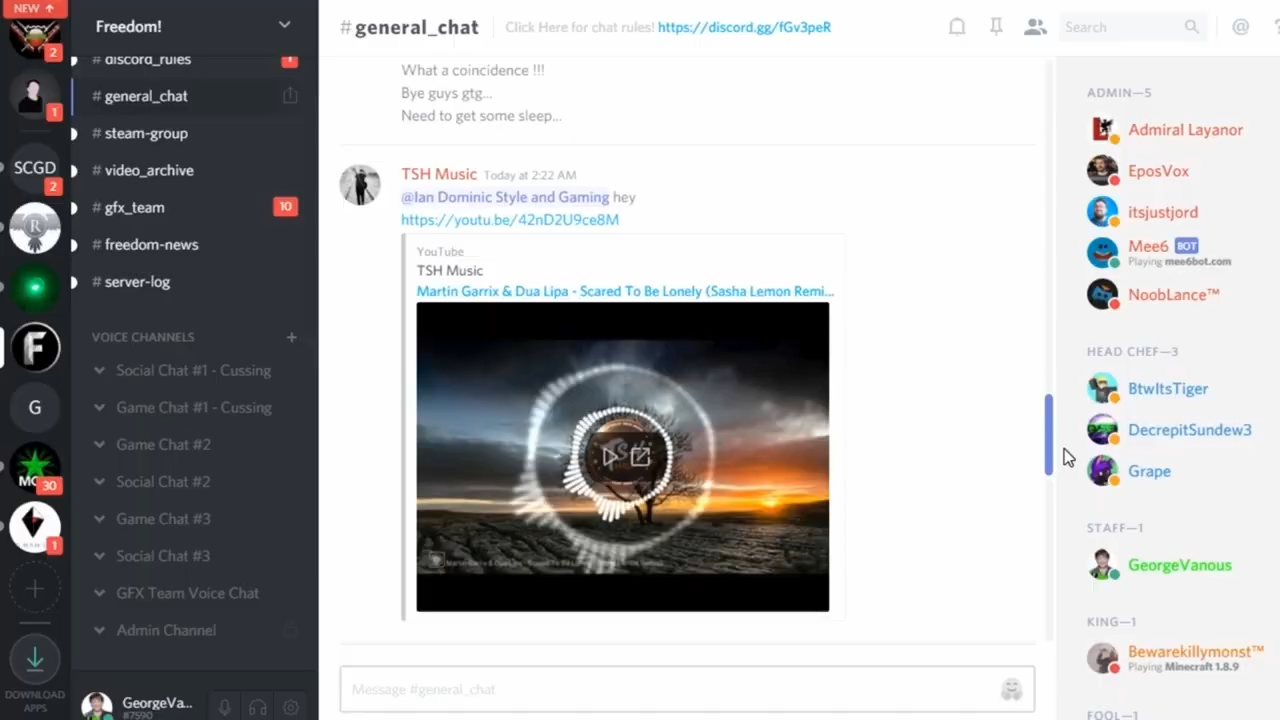 NEW ↑
2
1
SCGD
2
R
F
G
MC
30
1
+
DOWNLOAD
APPS
Freedom!
# discord_rules
# general_chat
# steam-group
# video_archive
# gfx_team
10
# freedom-news
# server-log
VOICE CHANNELS +
Social Chat #1 - Cussing
Game Chat #1 - Cussing
Game Chat #2
Social Chat #2
Game Chat #3
Social Chat #3
GFX Team Voice Chat
Admin Channel
GeorgeVa...
#7590
#general_chat
Click Here for chat rules! https://discord.gg/fGv3peR
Search
@
What a coincidence !!!
Bye guys gtg...
Need to get some sleep...
TSH Music Today at 2:22 AM
@Ian Dominic Style and Gaming hey
https://youtu.be/42nD2U9ce8M
YouTube
TSH Music
Martin Garrix & Dua Lipa - Scared To Be Lonely (Sasha Lemon Remi...
Message #general_chat
ADMIN—5
Admiral Layanor
EposVox
itsjustjord
Mee6 BOT
Playing mee6bot.com
NoobLance™
HEAD CHEF—3
BtwItsTiger
DecrepitSundew3
Grape
STAFF—1
GeorgeVanous
KING—1
Bewarekillymonst™
Playing Minecraft 1.8.9
FOOL—1